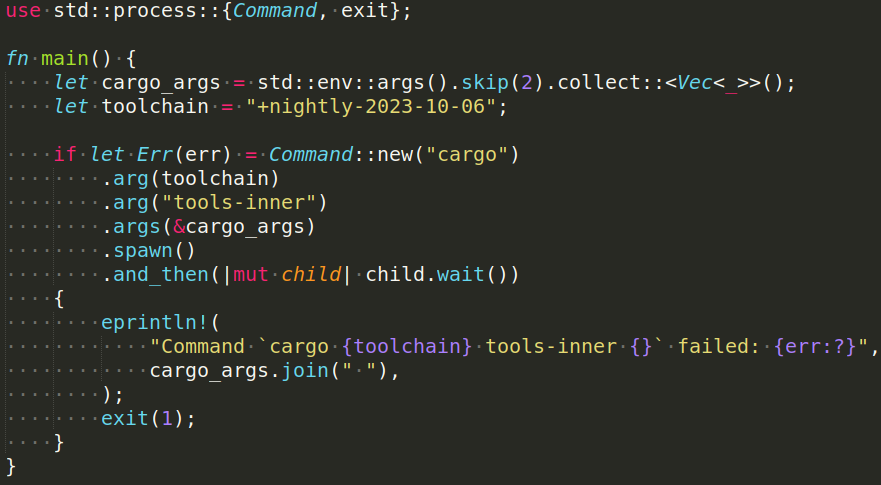 use std::process::{Command, exit};

fn main() {
    let cargo_args = std::env::args().skip(2).collect::<Vec<_>>();
    let toolchain = "+nightly-2023-10-06";

    if let Err(err) = Command::new("cargo")
        .arg(toolchain)
        .arg("tools-inner")
        .args(&cargo_args)
        .spawn()
        .and_then(|mut child| child.wait())
    {
        eprintln!(
            "Command `cargo {toolchain} tools-inner {}` failed: {err:?}",
            cargo_args.join(" "),
        );
        exit(1);
    }
}